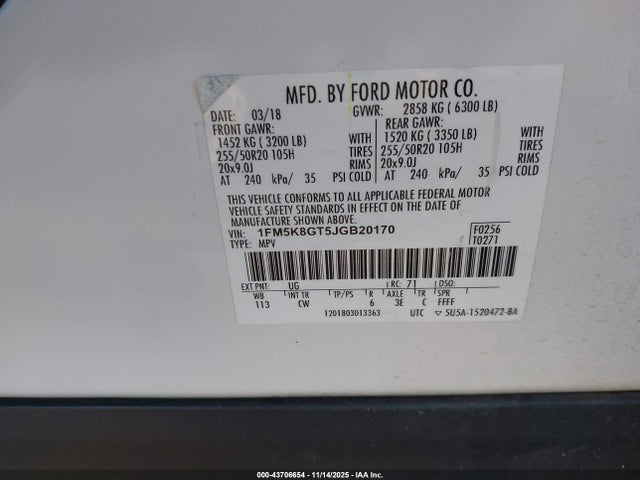 MFD. BY FORD MOTOR CO.
DATE: 03/18 GVWR: 2858 KG ( 6300 LB)
FRONT GAWR: REAR GAWR:
1452 KG ( 3200 LB) WITH 1520 KG ( 3350 LB) WITH
255/50R20 105H TIRES 255/50R20 105H TIRES
20x9.0J RIMS 20x9.0J RIMS
AT 240 kPa/ 35 PSI COLD AT 240 kPa/ 35 PSI COLD
THIS VEHICLE CONFORMS TO ALL APPLICABLE FEDERAL MOTOR
VEHICLE SAFETY STANDARDS IN EFFECT ON THE DATE OF
MANUFACTURE SHOWN ABOVE.
VIN: 1FM5K8GT5JGB20170 F0256
TYPE: MPV T0271
EXT PNT: UG RC: 71 DSO:
WB INT TR TP/PS R AXLE TR SPR
113 CW 6 3E C FFFF
1201803013363 UTC ▽ 5U5A-1520472-BA
000-43706654 | 11/14/2025 | IAA Inc.